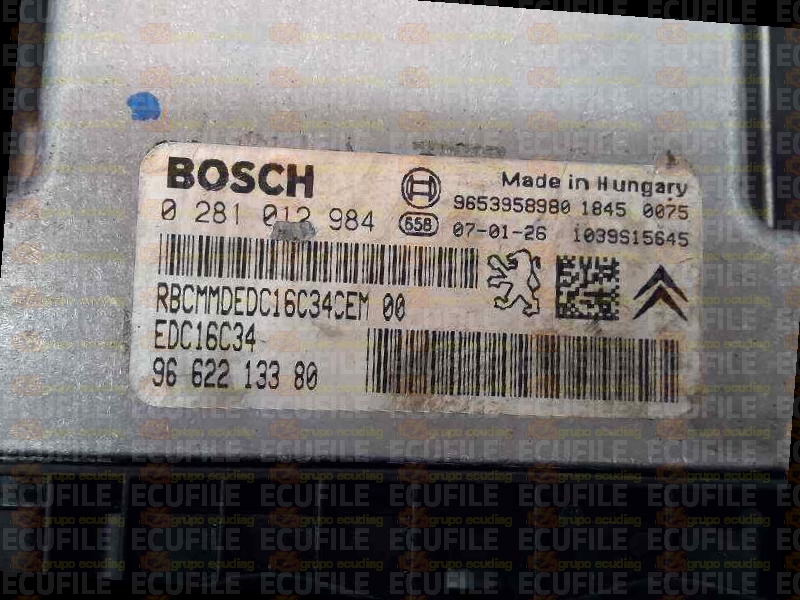 BOSCH
Made in Hungary
9653958980 1845 0075
0 281 012 984
658
07-01-26 1039S15645
RBCMMDEDC16C34CEM 00
EDC16C34-
96 622 133 80
ECUFILE
grupo ecudiag